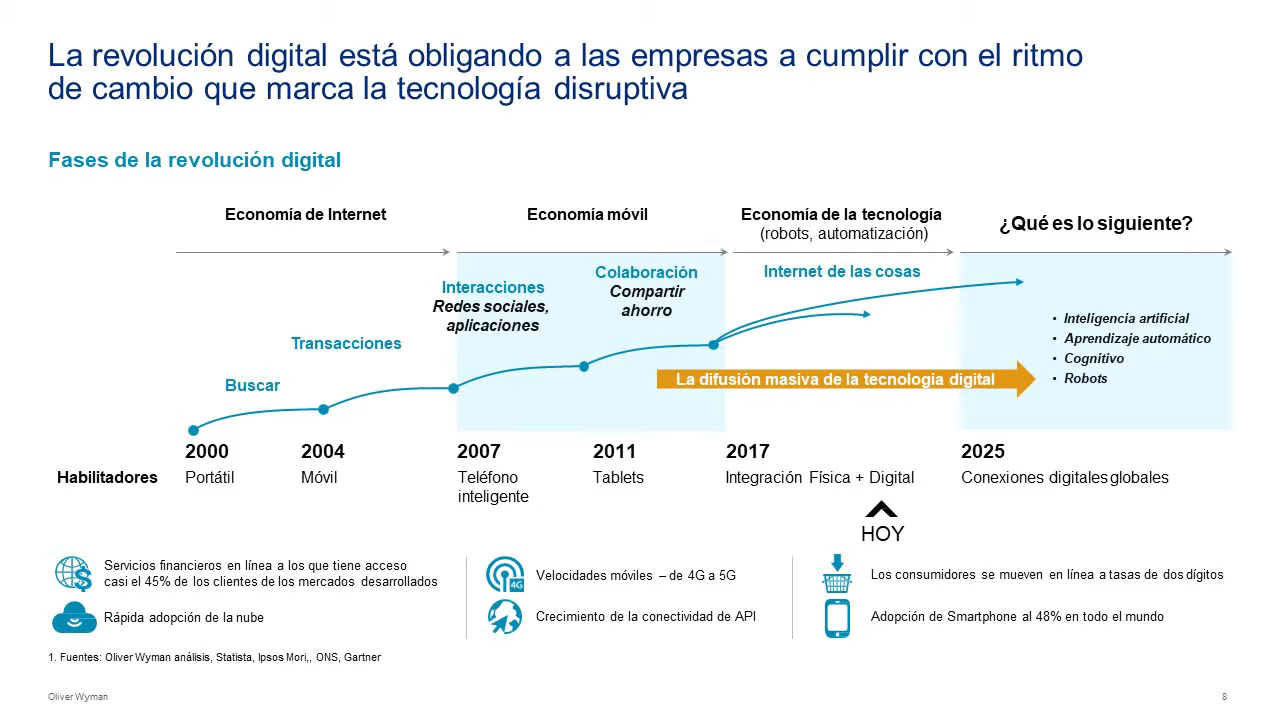 La revolución digital está obligando a las empresas a cumplir con el ritmo
de cambio que marca la tecnología disruptiva
Fases de la revolución digital
Economía de Internet
Economía móvil
Economía de la tecnología
(robots, automatización)
¿Qué es lo siguiente?
Buscar
Transacciones
Interacciones
Redes sociales,
aplicaciones
Colaboración
Compartir
ahorro
Internet de las cosas
La difusión masiva de la tecnología digital
• Inteligencia artificial
• Aprendizaje automático
• Cognitivo
• Robots
2000
2004
2007
2011
2017
2025
Habilitadores
Portátil
Móvil
Teléfono
inteligente
Tablets
Integración Física + Digital
Conexiones digitales globales
HOY
Servicios financieros en línea a los que tiene acceso
casi el 45% de los clientes de los mercados desarrollados
Rápida adopción de la nube
4G
Velocidades móviles – de 4G a 5G
Crecimiento de la conectividad de API
Los consumidores se mueven en línea a tasas de dos dígitos
Adopción de Smartphone al 48% en todo el mundo
1. Fuentes: Oliver Wyman análisis, Statista, Ipsos Mori,, ONS, Gartner
Oliver Wyman
8